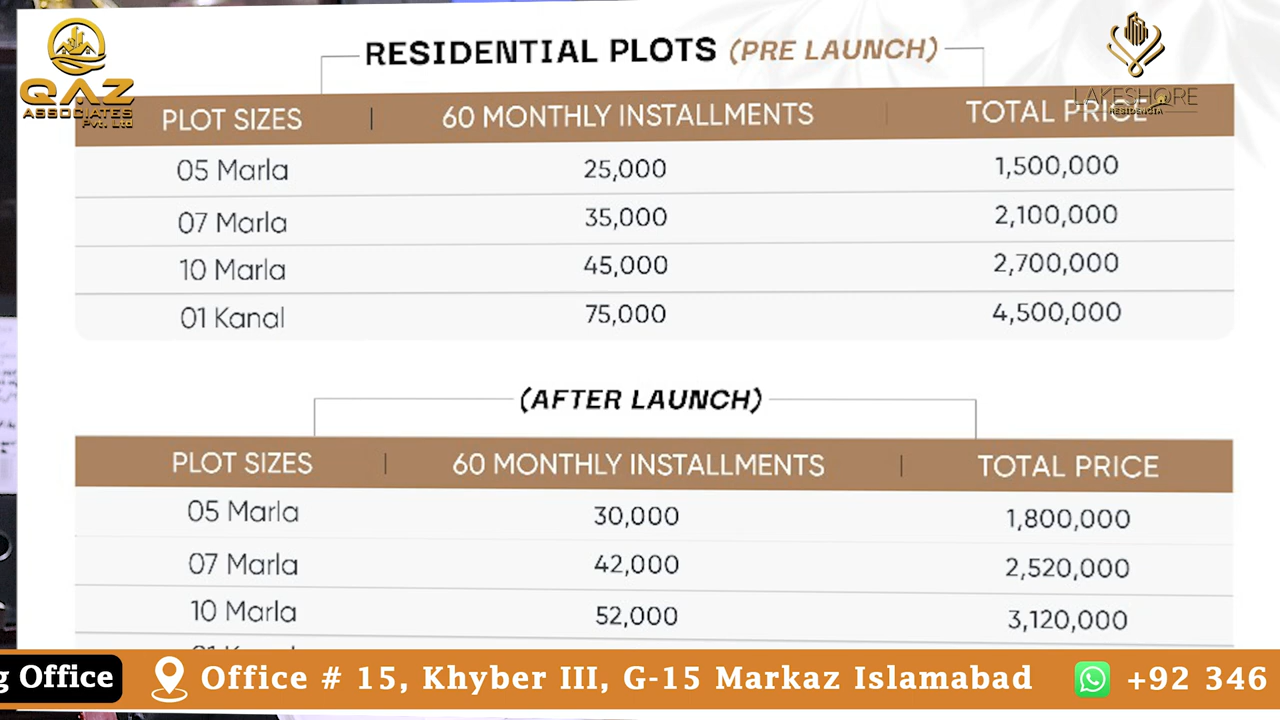 QAZ
ASSOCIATES
Pvt. Ltd
RESIDENTIAL PLOTS (PRE LAUNCH)
LAKESHORE
RESIDENCIA
PLOT SIZES | 60 MONTHLY INSTALLMENTS | TOTAL PRICE
05 Marla 25,000 1,500,000
07 Marla 35,000 2,100,000
10 Marla 45,000 2,700,000
01 Kanal 75,000 4,500,000
(AFTER LAUNCH)
PLOT SIZES | 60 MONTHLY INSTALLMENTS | TOTAL PRICE
05 Marla 30,000 1,800,000
07 Marla 42,000 2,520,000
10 Marla 52,000 3,120,000
g Office Office # 15, Khyber III, G-15 Markaz Islamabad +92 346